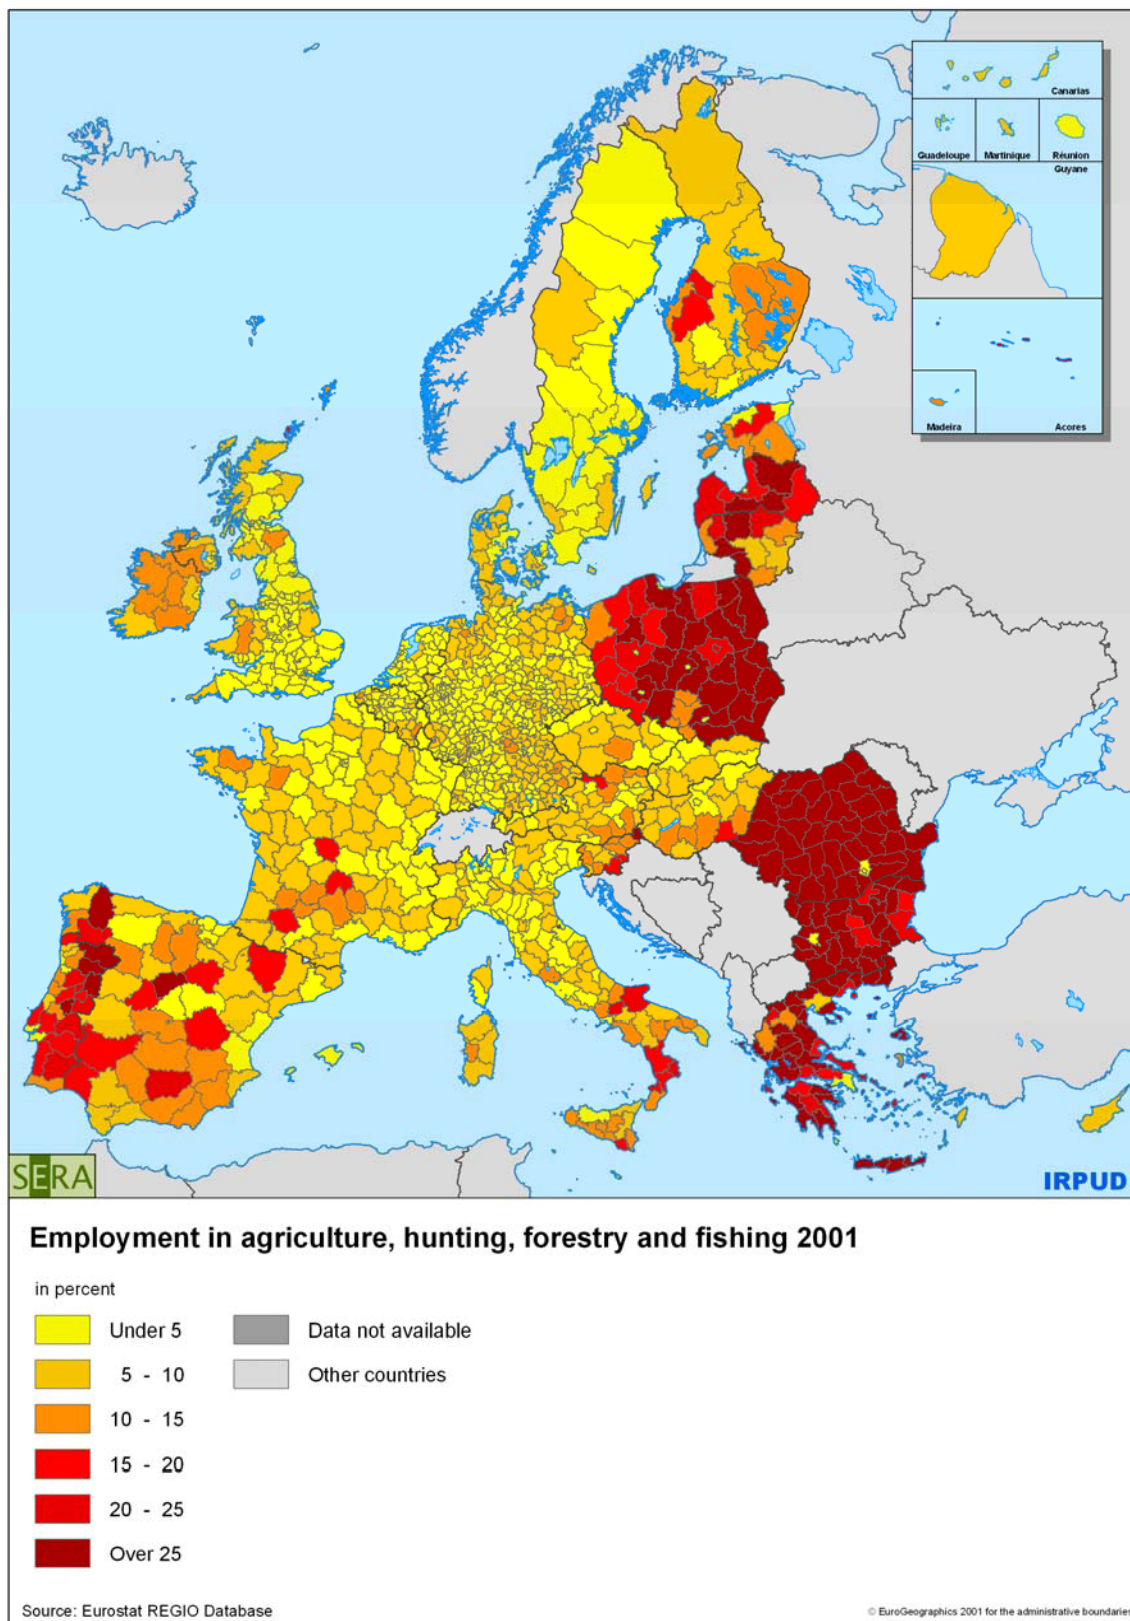 Canarias
Guadeloupe Martinique Réunion
Guyane
Madeira Acores
SERA IRPUD
Employment in agriculture, hunting, forestry and fishing 2001
in percent
Under 5 Data not available
5 - 10 Other countries
10 - 15
15 - 20
20 - 25
Over 25
Source: Eurostat REGIO Database © EuroGeographics 2001 for the administrative boundaries